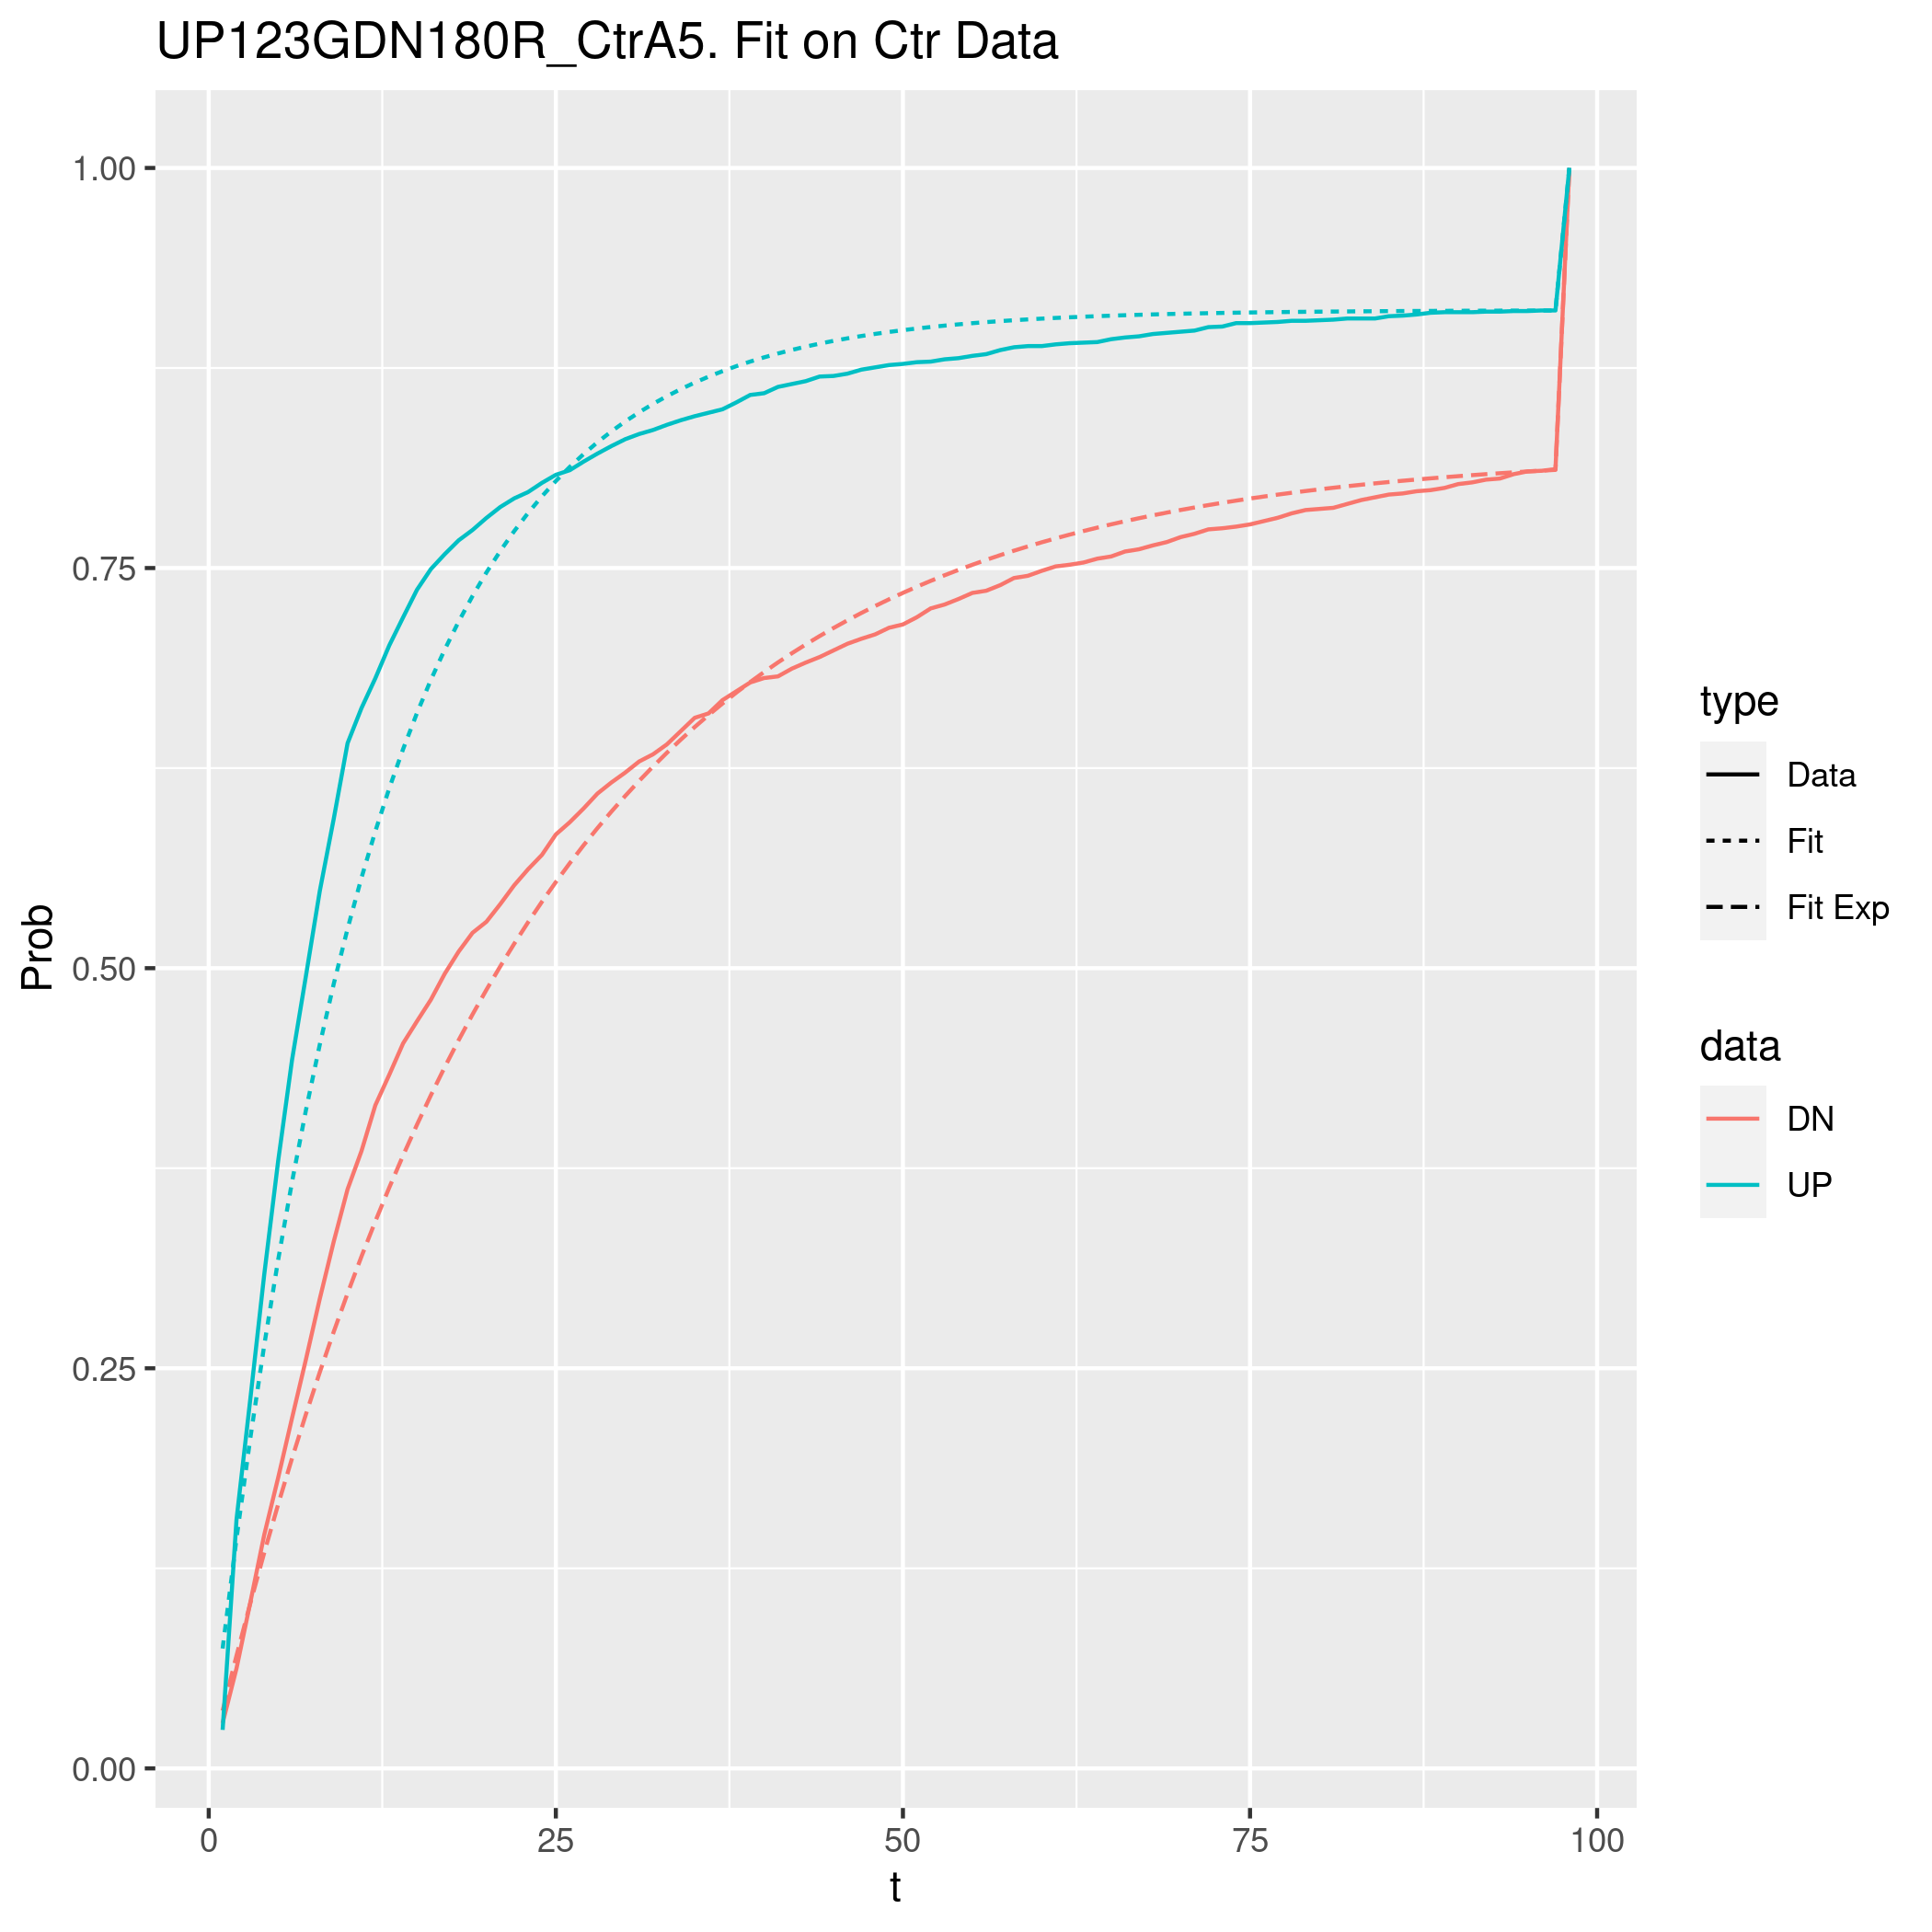 UP123GDN180R_CtrA5. Fit on Ctr Data
1.00
0.75
0.50
0.25
0.00
Prob
0 25 50 75 100
t
type
Data
Fit
Fit Exp
data
DN
UP